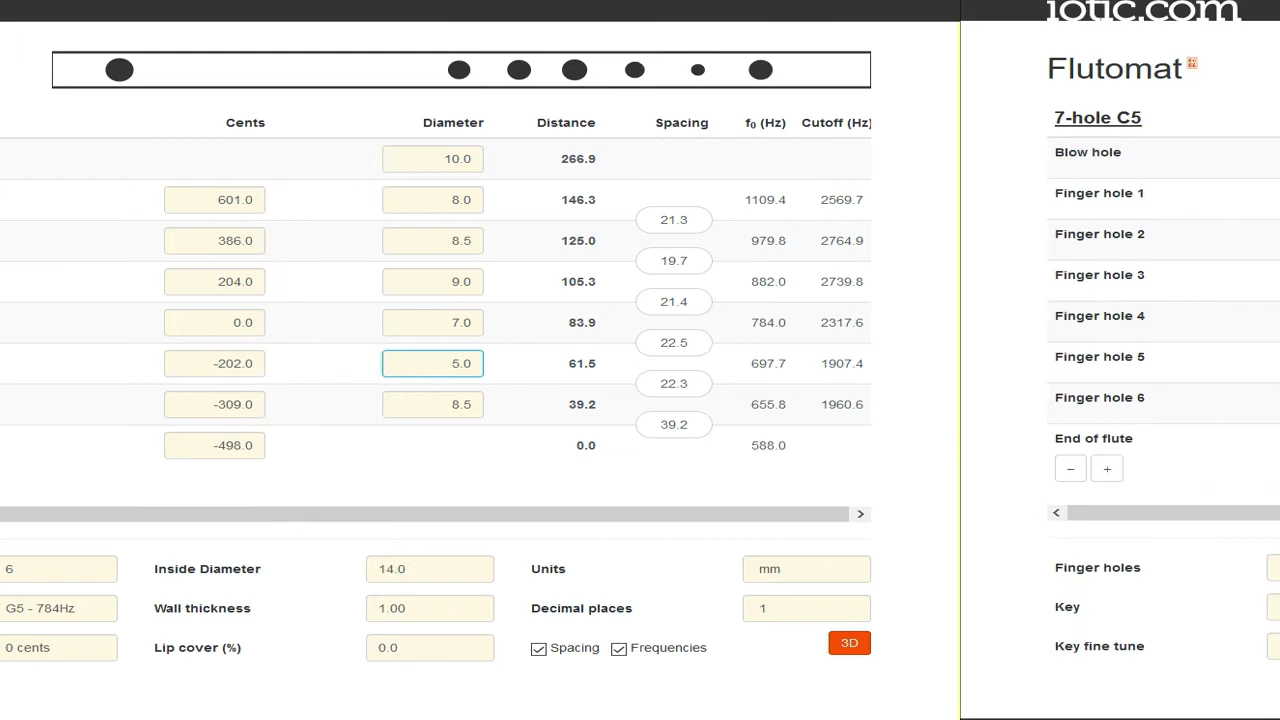 iotic.com
Flutomat
7-hole C5
Cents Diameter Distance Spacing f₀ (Hz) Cutoff (Hz)
10.0 266.9
601.0 8.0 146.3 1109.4 2569.7
21.3
386.0 8.5 125.0 979.8 2764.9
19.7
204.0 9.0 105.3 882.0 2739.8
21.4
0.0 7.0 83.9 784.0 2317.6
22.5
-202.0 5.0 61.5 697.7 1907.4
22.3
-309.0 8.5 39.2 655.8 1960.6
39.2
-498.0 0.0 588.0
6 Inside Diameter 14.0 Units mm
G5 - 784Hz Wall thickness 1.00 Decimal places 1
0 cents Lip cover (%) 0.0 Spacing Frequencies 3D
Blow hole
Finger hole 1
Finger hole 2
Finger hole 3
Finger hole 4
Finger hole 5
Finger hole 6
End of flute
− +
Finger holes
Key
Key fine tune